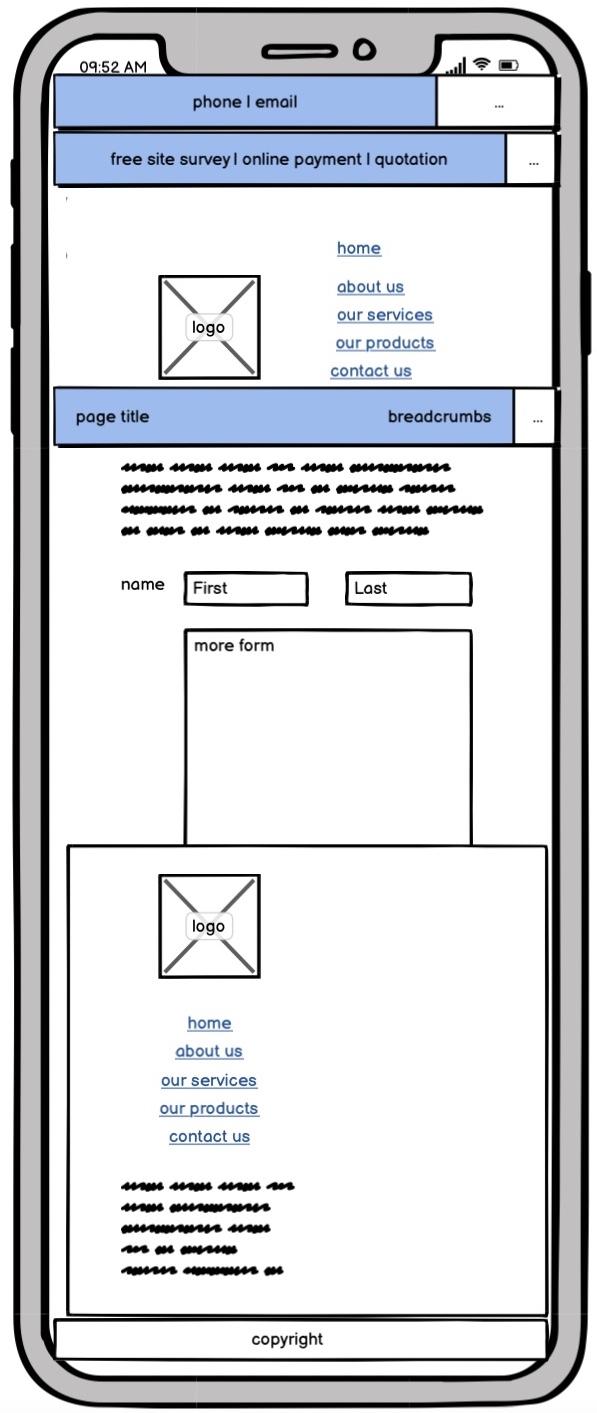 09:52 AM
phone | email ...
free site survey | online payment | quotation ...
home
about us
logo
our services
our products
contact us
page title breadcrumbs ...
name First Last
more form
logo
home
about us
our services
our products
contact us
copyright